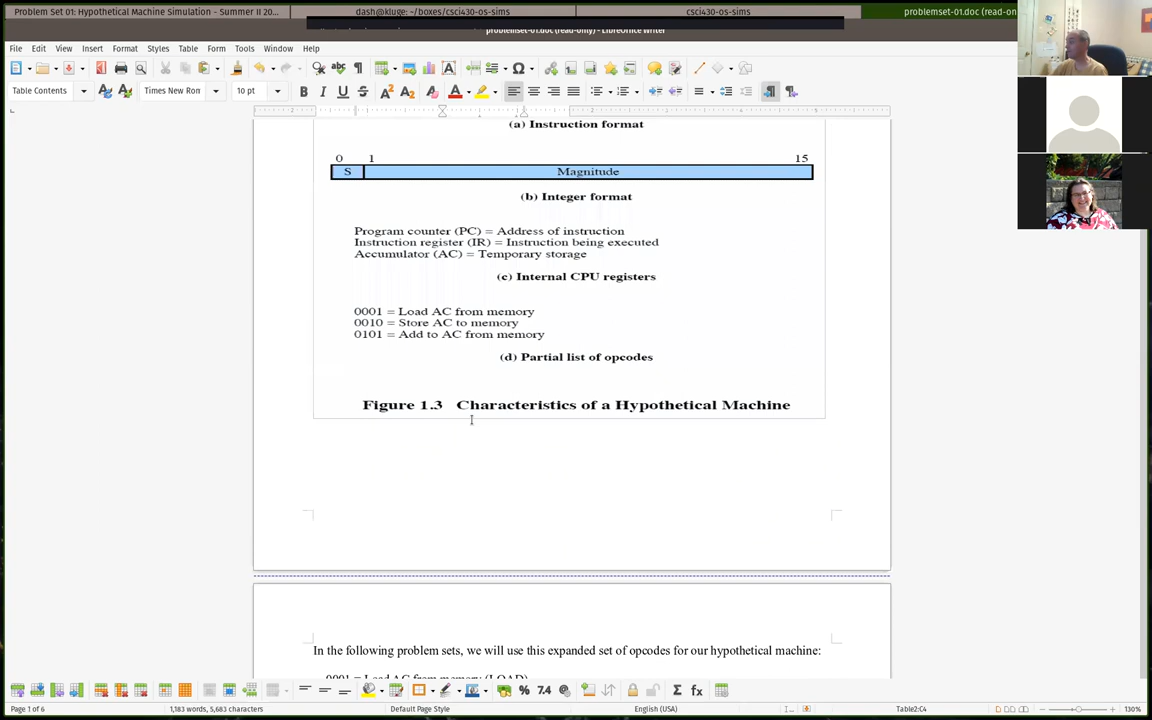 Problem Set 01: Hypothetical Machine Simulation - Summer II 20...
dash@kluge: ~/boxes/csci430-os-sims
csci430-os-sims
problemset-01.doc (read-on
problemset-01.doc (read-only) - LibreOffice Writer
File Edit View Insert Format Styles Table Form Tools Window Help
Table Contents
Times New Ron
10 pt
(a) Instruction format
0 1 15
S Magnitude
(b) Integer format
Program counter (PC) = Address of instruction
Instruction register (IR) = Instruction being executed
Accumulator (AC) = Temporary storage
(c) Internal CPU registers
0001 = Load AC from memory
0010 = Store AC to memory
0101 = Add to AC from memory
(d) Partial list of opcodes
Figure 1.3 Characteristics of a Hypothetical Machine
In the following problem sets, we will use this expanded set of opcodes for our hypothetical machine:
0001 = Load AC from memory (LOAD)
Page 1 of 6
1,183 words, 5,683 characters
Default Page Style
English (USA)
Table2:C4
130%